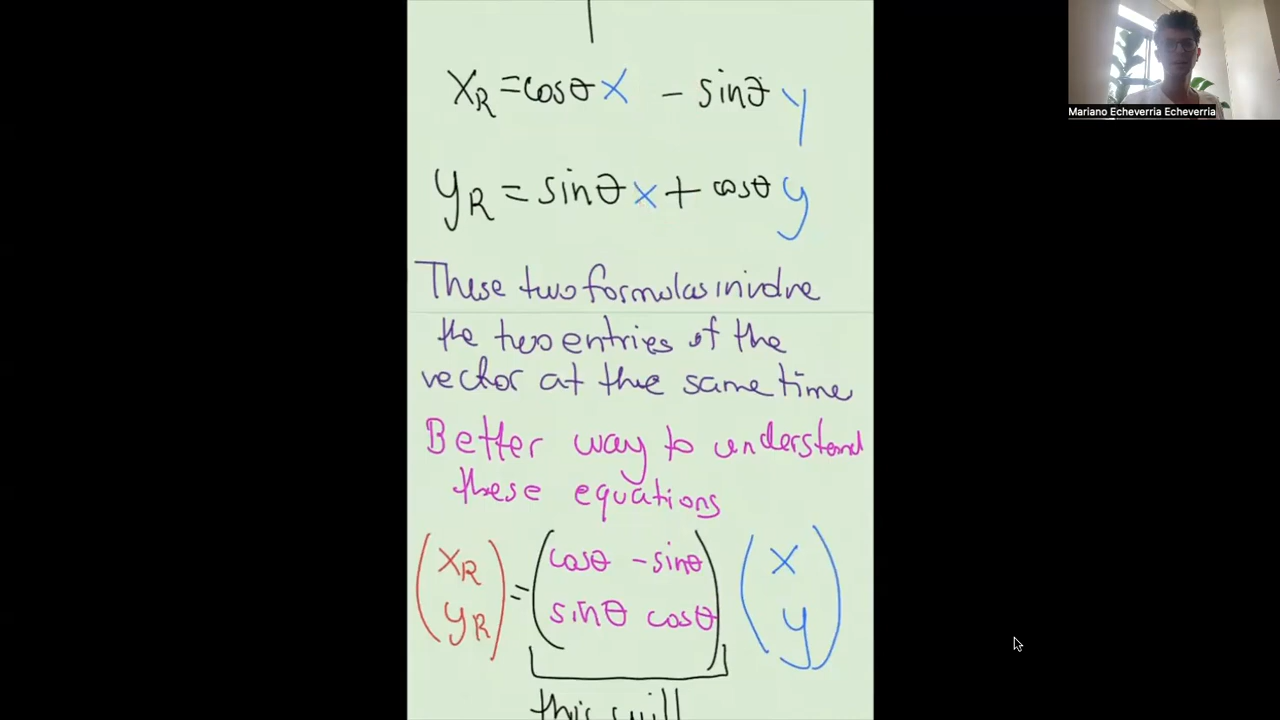 x_R = cosθ x - sinθ y
Mariano Echeverria Echeverria
y_R = sinθ x + cosθ y
These two formulas involve
the two entries of the
vector at the same time
Better way to understand
these equations
(x_R y_R) = (cosθ -sinθ sinθ cosθ) (x y)
this will